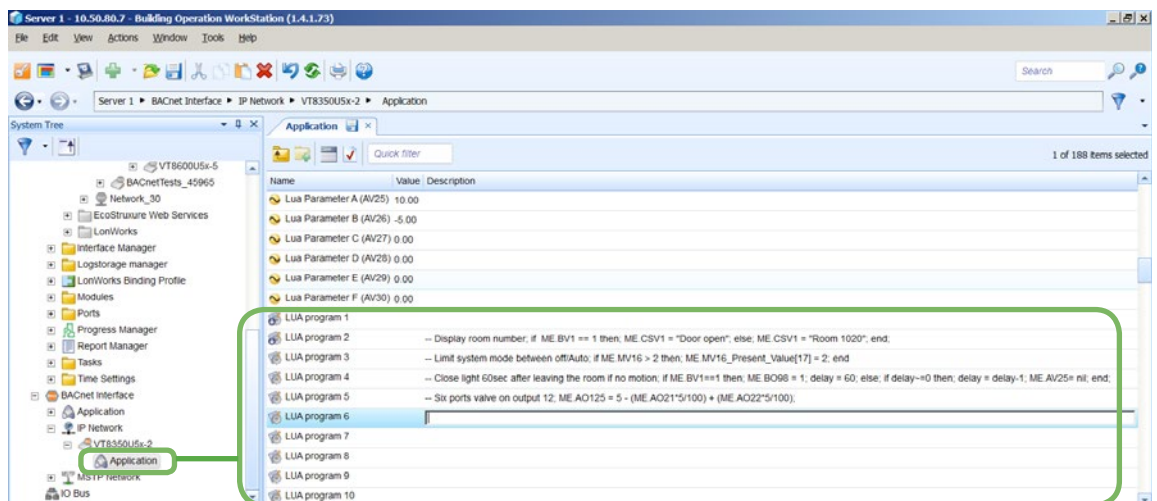 Server 1 - 10.50.80.7 - Building Operation WorkStation (1.4.1.73)
File Edit View Actions Window Tools Help
Search
Server 1 ▸ BACnet Interface ▸ IP Network ▸ VT8350U5x-2 ▸ Application
System Tree
Application
Quick filter
1 of 188 items selected
VT8600U5x-5
BACnetTests_45965
Network_30
EcoStruxure Web Services
LonWorks
Interface Manager
Logstorage manager
LonWorks Binding Profile
Modules
Ports
Progress Manager
Report Manager
Tasks
Time Settings
BACnet Interface
Application
IP Network
VT8350U5x-2
Application
MSTP Network
IO Bus
Name Value Description
Lua Parameter A (AV25) 10.00
Lua Parameter B (AV26) -5.00
Lua Parameter C (AV27) 0.00
Lua Parameter D (AV28) 0.00
Lua Parameter E (AV29) 0.00
Lua Parameter F (AV30) 0.00
LUA program 1
LUA program 2 -- Display room number; if ME.BV1 == 1 then; ME.CSV1 = "Door open"; else; ME.CSV1 = "Room 1020"; end;
LUA program 3 -- Limit system mode between off/Auto; if ME.MV16 > 2 then; ME.MV16_Present_Value[17] = 2; end
LUA program 4 -- Close light 60sec after leaving the room if no motion; if ME.BV1==1 then; ME.BO98 = 1; delay = 60; else; if delay~=0 then; delay = delay-1; ME.AV25= nil; end;
LUA program 5 -- Six ports valve on output 12; ME.AO125 = 5 - (ME.AO21*5/100) + (ME.AO22*5/100);
LUA program 6
LUA program 7
LUA program 8
LUA program 9
LUA program 10